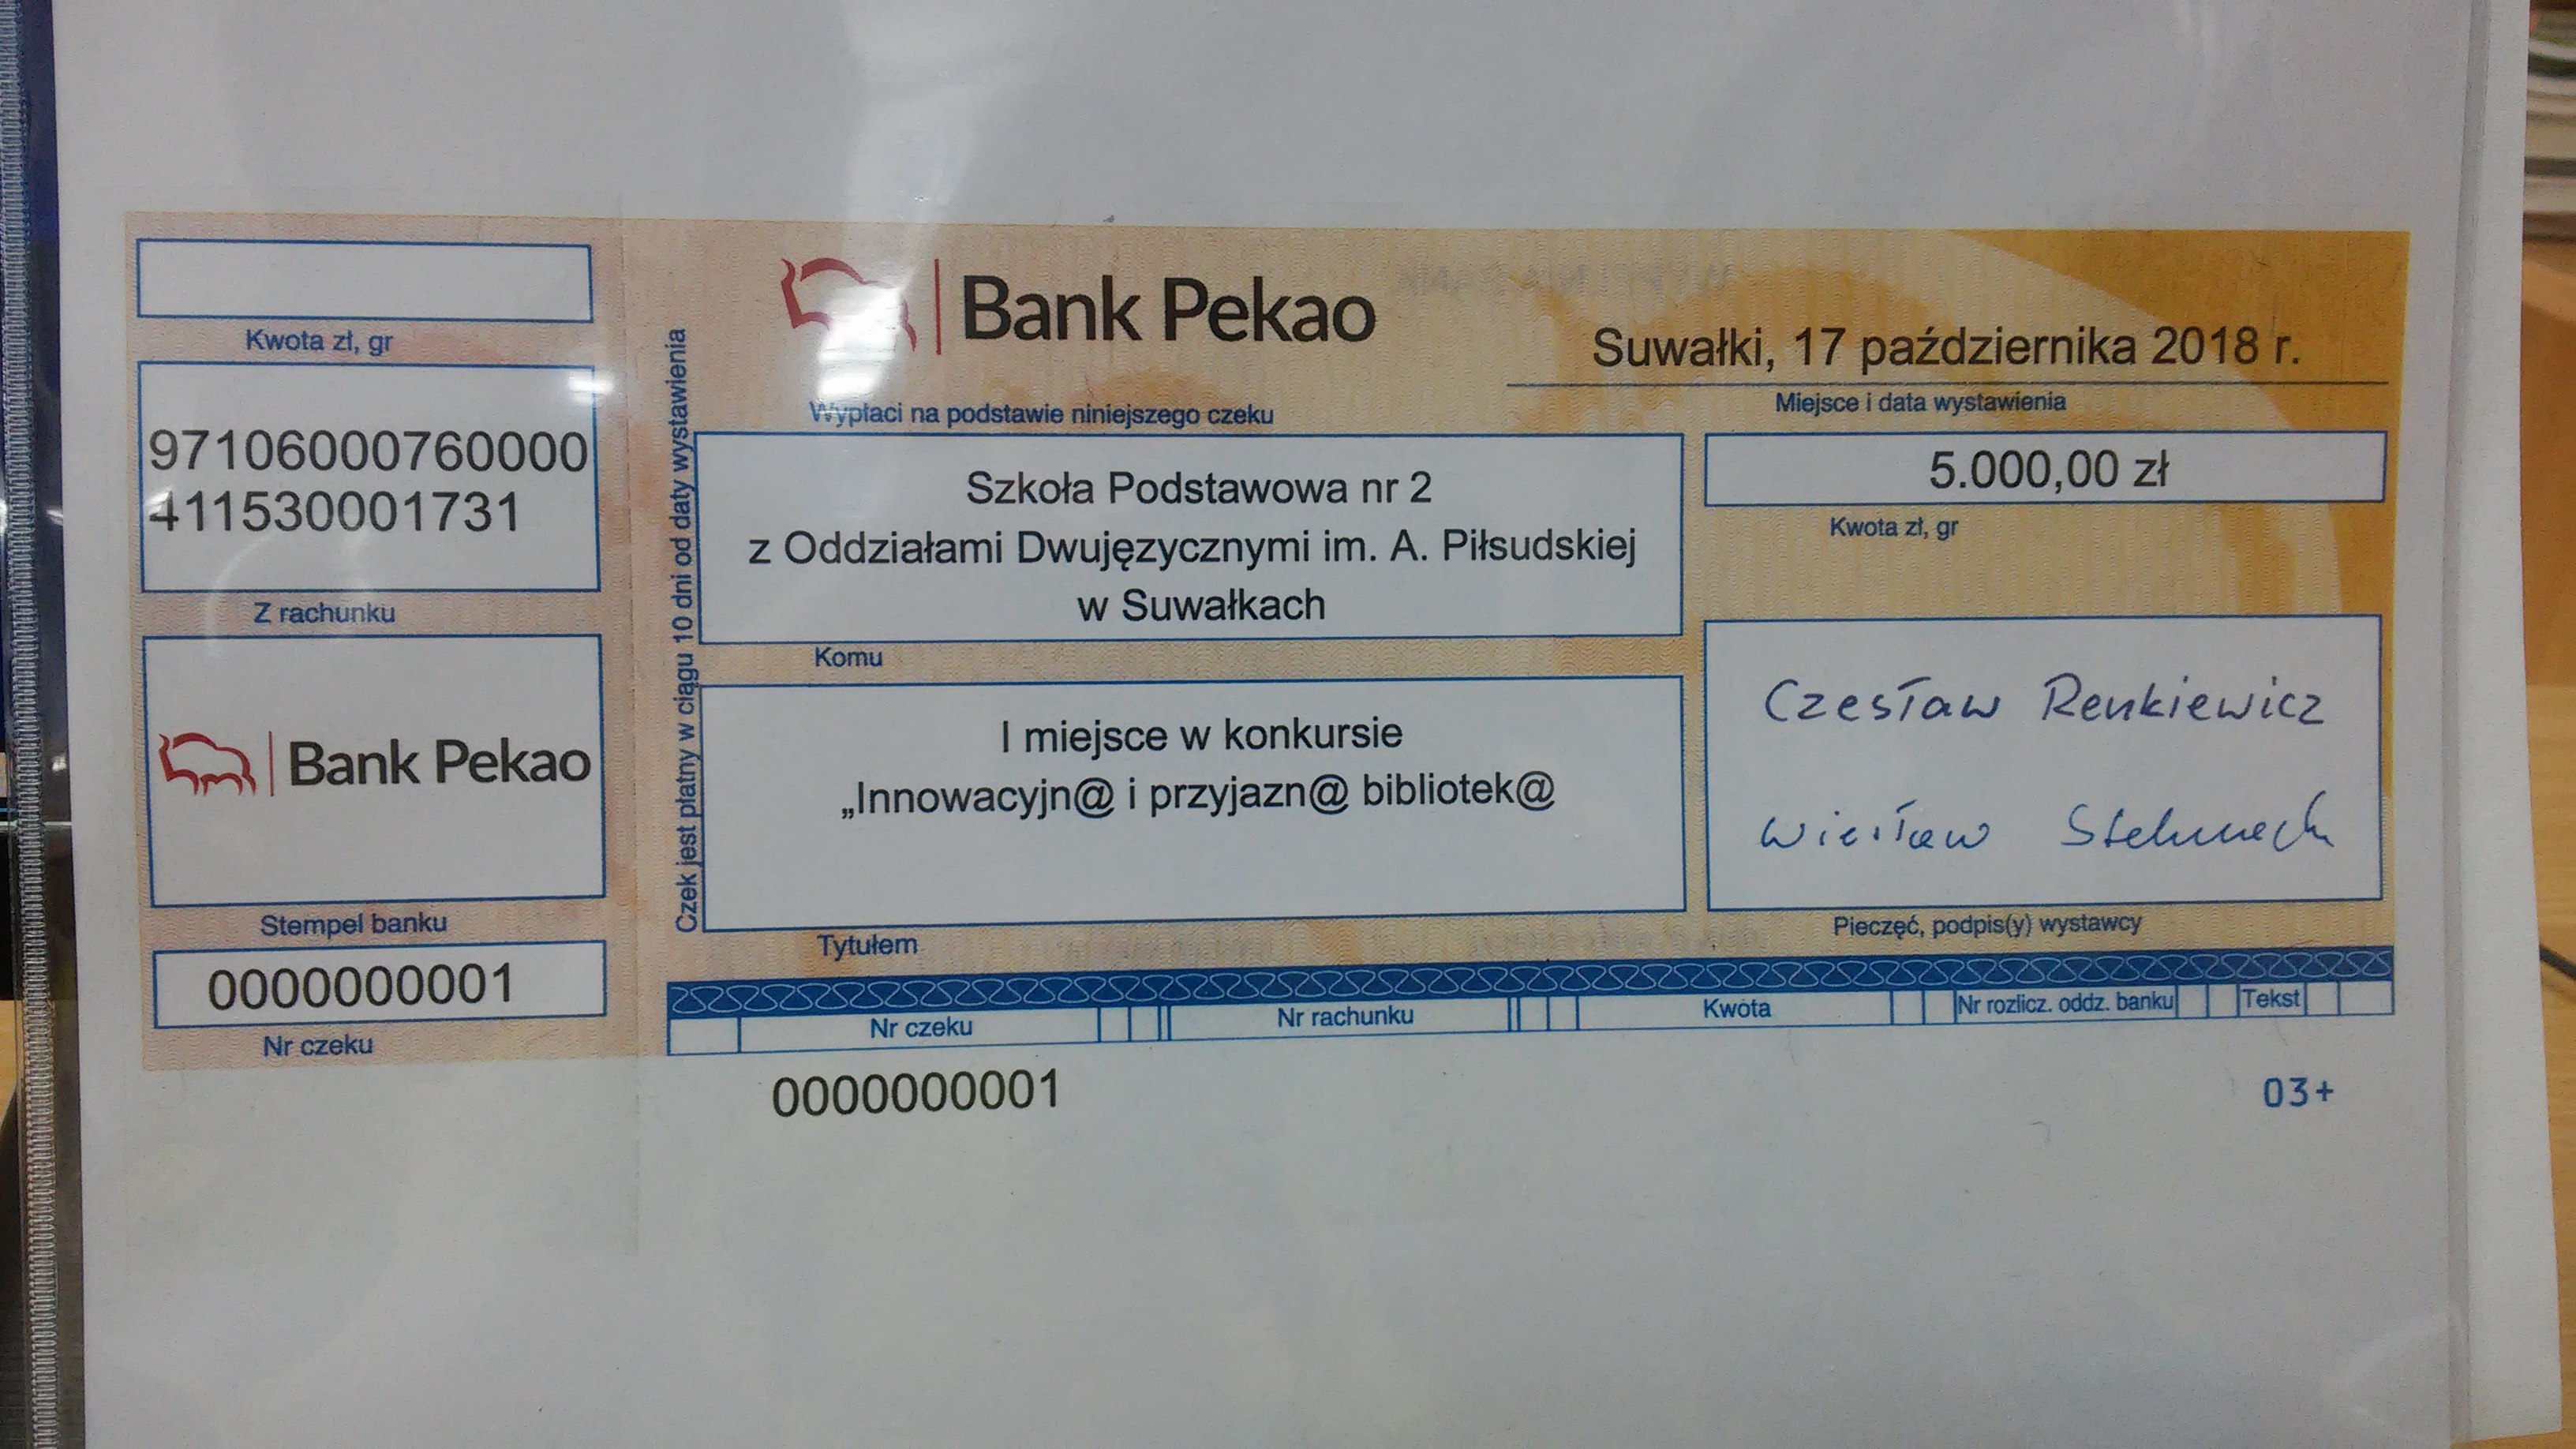 Kwota zł, gr
97106000760000
411530001731
Z rachunku
Bank Pekao
Stempel banku
0000000001
Nr czeku
Czek jest płatny w ciągu 10 dni od daty wystawienia
Bank Pekao
Suwałki, 17 października 2018 r.
Miejsce i data wystawienia
Wypłaci na podstawie niniejszego czeku
Szkoła Podstawowa nr 2
z Oddziałami Dwujęzycznymi im. A. Piłsudskiej
w Suwałkach
Komu
5.000,00 zł
Kwota zł, gr
I miejsce w konkursie
„Innowacyjn@ i przyjazn@ bibliotek@
Tytułem
Czesław Renkiewicz
Wiesław
Pieczęć, podpis(y) wystawcy
Nr czeku Nr rachunku Kwota Nr rozlicz. oddz. banku Tekst
0000000001
03+